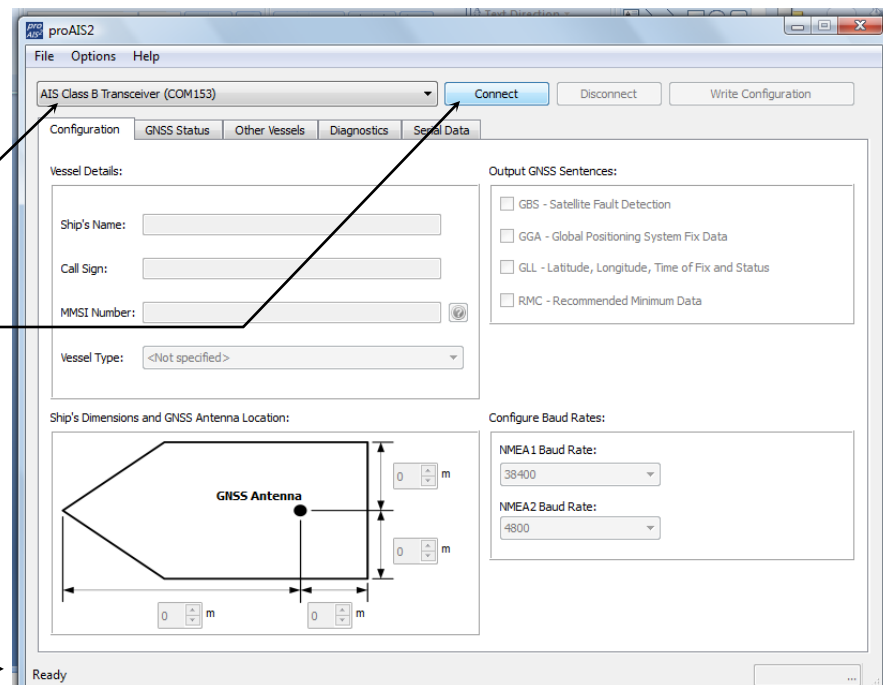 Text Direction
proAIS2
File Options Help
AIS Class B Transceiver (COM153) Connect Disconnect Write Configuration
Configuration GNSS Status Other Vessels Diagnostics Serial Data
Vessel Details:
Ship's Name:
Call Sign:
MMSI Number:
Vessel Type: <Not specified>
Output GNSS Sentences:
GBS - Satellite Fault Detection
GGA - Global Positioning System Fix Data
GLL - Latitude, Longitude, Time of Fix and Status
RMC - Recommended Minimum Data
Ship's Dimensions and GNSS Antenna Location:
GNSS Antenna
0 m
0 m
0 m
0 m
Configure Baud Rates:
NMEA1 Baud Rate:
38400
NMEA2 Baud Rate:
4800
Ready
...